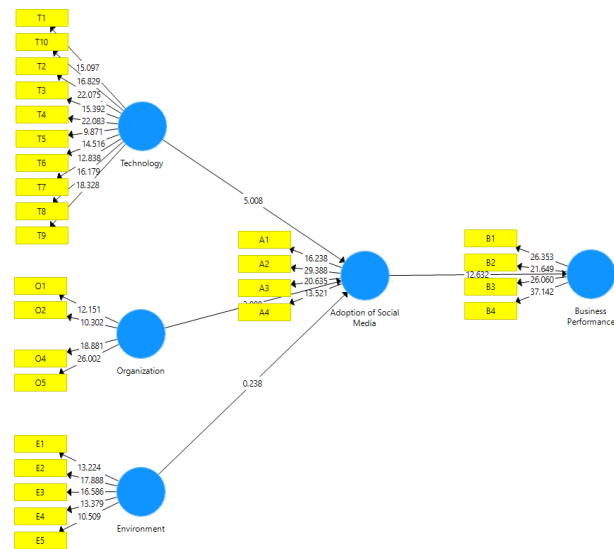 T1
T10
T2
T3
T4
T5
T6
T7
T8
T9
15.097
16.829
22.075
15.392
22.083
9.871
14.516
12.838
16.179
18.328
Technology
5.008
O1
O2
O4
O5
12.151
10.302
18.881
26.002
Organization
E1
E2
E3
E4
E5
13.224
17.888
16.586
13.379
10.509
Environment
0.238
A1
A2
A3
A4
16.238
29.388
20.635
13.521
Adoption of Social
Media
12.632
B1
B2
B3
B4
26.353
21.649
26.060
37.142
Business
Performance